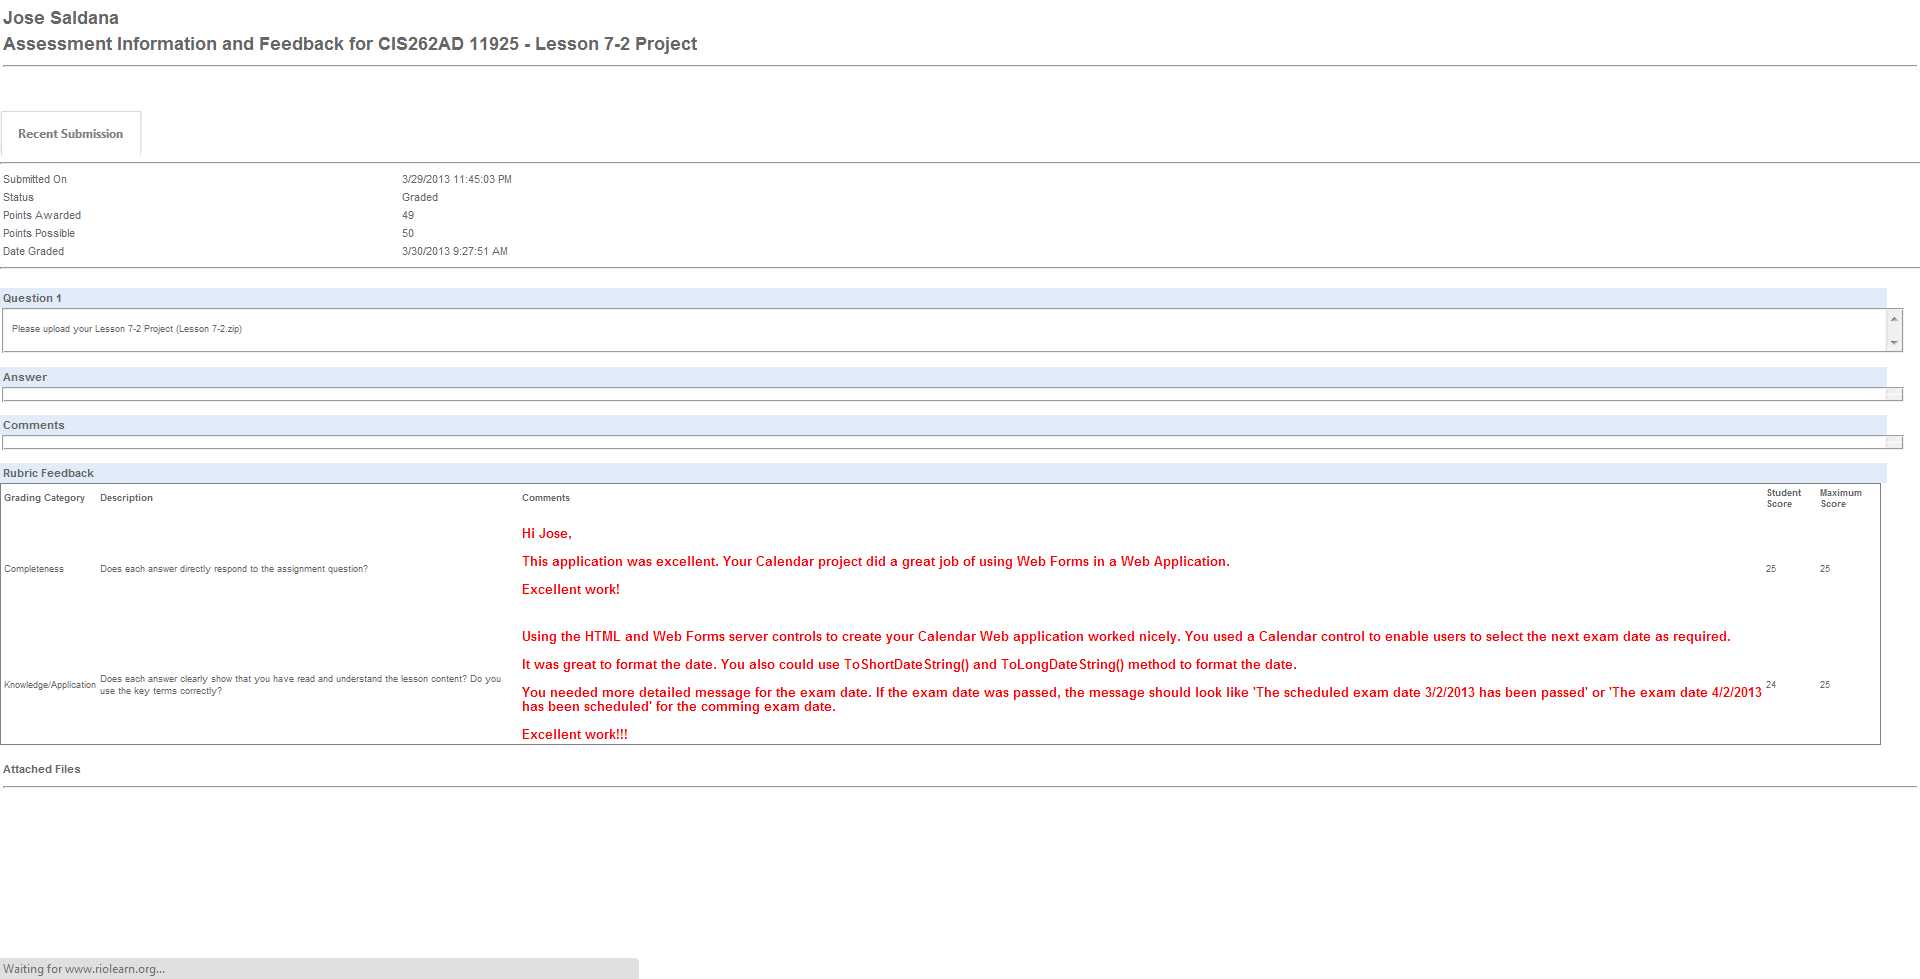 Jose Saldana
Assessment Information and Feedback for CIS262AD 11925 - Lesson 7-2 Project
Recent Submission
Submitted On 3/29/2013 11:45:03 PM
Status Graded
Points Awarded 49
Points Possible 50
Date Graded 3/30/2013 9:27:51 AM
Question 1
Please upload your Lesson 7-2 Project (Lesson 7-2.zip)
Answer
Comments
Rubric Feedback
Grading Category Description Comments Student Score Maximum Score
Hi Jose,
This application was excellent. Your Calendar project did a great job of using Web Forms in a Web Application.
Completeness Does each answer directly respond to the assignment question? 25 25
Excellent work!
Using the HTML and Web Forms server controls to create your Calendar Web application worked nicely. You used a Calendar control to enable users to select the next exam date as required.
It was great to format the date. You also could use ToShortDateString() and ToLongDateString() method to format the date.
Knowledge/Application Does each answer clearly show that you have read and understand the lesson content? Do you
use the key terms correctly?
You needed more detailed message for the exam date. If the exam date was passed, the message should look like 'The scheduled exam date 3/2/2013 has been passed' or 'The exam date 4/2/2013
has been scheduled' for the comming exam date.
24 25
Excellent work!!!
Attached Files
Waiting for www.riolearn.org...